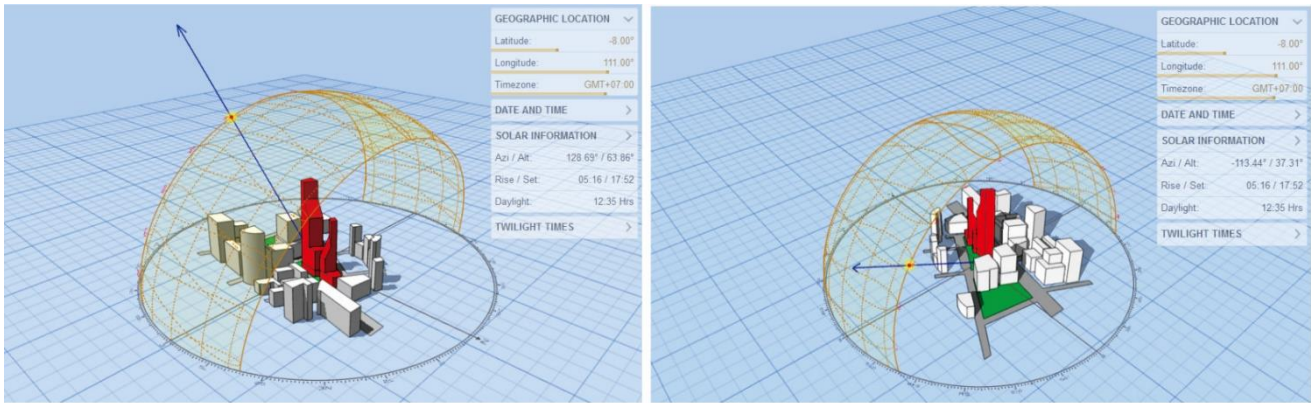 GEOGRAPHIC LOCATION
Latitude: -8.00°
Longitude: 111.00°
Timezone: GMT+07:00
DATE AND TIME
SOLAR INFORMATION
Azi / Alt: 128.69° / 63.86°
Rise / Set: 05:16 / 17:52
Daylight: 12:35 Hrs
TWILIGHT TIMES
GEOGRAPHIC LOCATION
Latitude: -8.00°
Longitude: 111.00°
Timezone: GMT+07:00
DATE AND TIME
SOLAR INFORMATION
Azi / Alt: -113.44° / 37.31°
Rise / Set: 05:16 / 17:52
Daylight: 12:35 Hrs
TWILIGHT TIMES